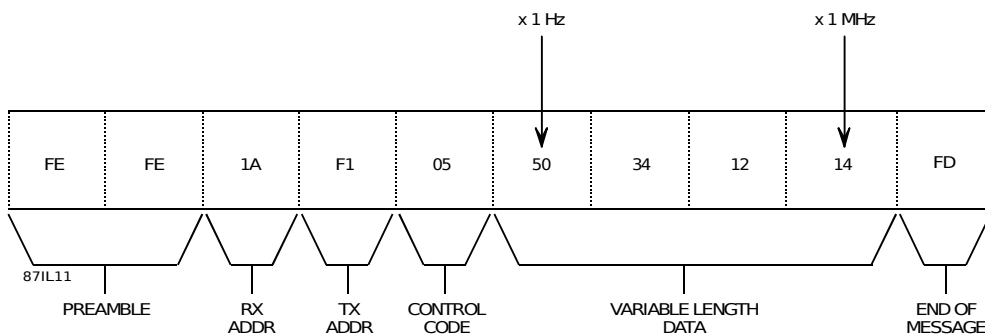 x 1 Hz x 1 MHz
FE FE 1A F1 05 50 34 12 14 FD
87IL11
PREAMBLE RX TX CONTROL VARIABLE LENGTH END OF
ADDR ADDR CODE DATA MESSAGE